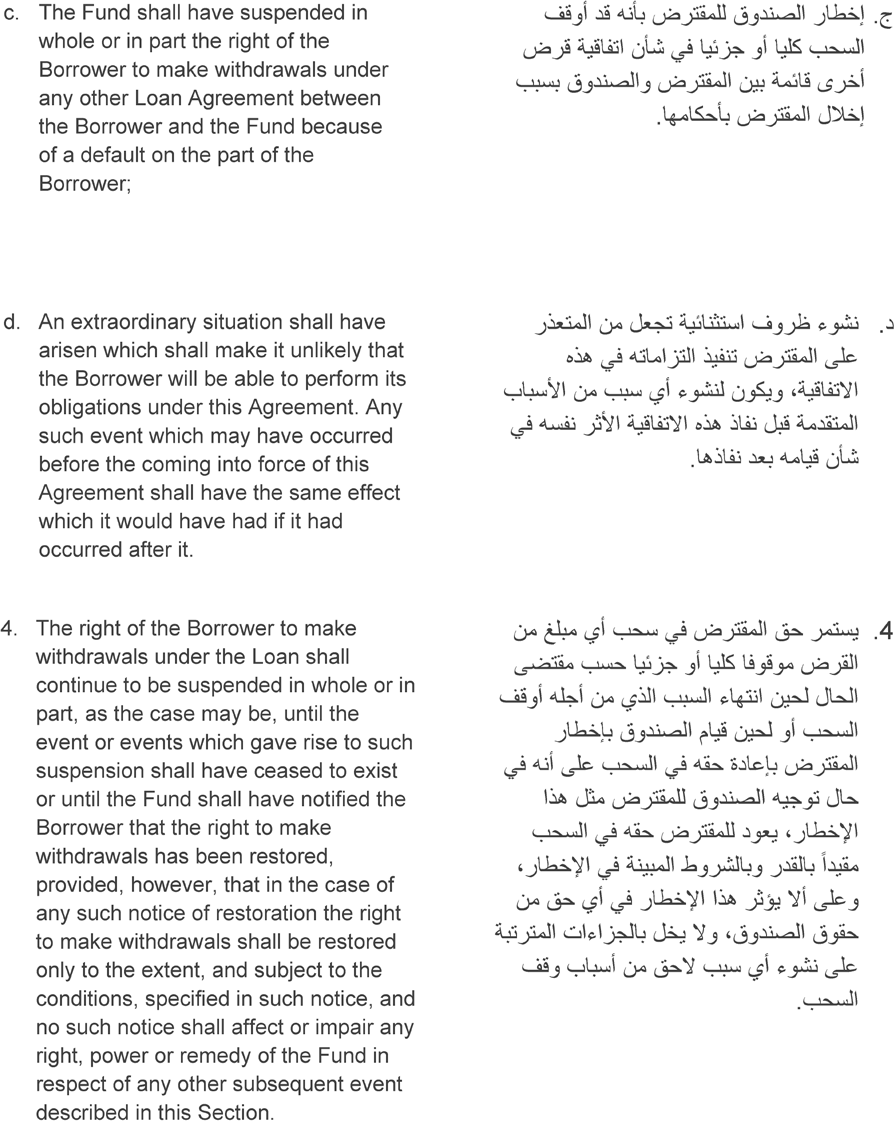 c. The Fund shall have suspended in
whole or in part the right of the
Borrower to make withdrawals under
any other Loan Agreement between
the Borrower and the Fund because
of a default on the part of the
Borrower;
ج. إخطار الصندوق للمقترض بأنه قد أوقف
السحب كليا أو جزئيا في شأن اتفاقية قرض
أخرى قائمة بين المقترض والصندوق بسبب
إخلال المقترض بأحكامها.
d. An extraordinary situation shall have
arisen which shall make it unlikely that
the Borrower will be able to perform its
obligations under this Agreement. Any
such event which may have occurred
before the coming into force of this
Agreement shall have the same effect
which it would have had if it had
occurred after it.
د. نشوء ظروف استثنائية تجعل من المتعذر
على المقترض تنفيذ التزاماته في هذه
الاتفاقية، ويكون لنشوء أي سبب من الأسباب
المتقدمة قبل نفاذ هذه الاتفاقية الأثر نفسه في
شأن قيامه بعد نفاذها.
4. The right of the Borrower to make
withdrawals under the Loan shall
continue to be suspended in whole or in
part, as the case may be, until the
event or events which gave rise to such
suspension shall have ceased to exist
or until the Fund shall have notified the
Borrower that the right to make
withdrawals has been restored,
provided, however, that in the case of
any such notice of restoration the right
to make withdrawals shall be restored
only to the extent, and subject to the
conditions, specified in such notice, and
no such notice shall affect or impair any
right, power or remedy of the Fund in
respect of any other subsequent event
described in this Section.
4. يستمر حق المقترض في سحب أي مبلغ من
القرض موقوفا كليا أو جزئيا حسب مقتضى
الحال لحين انتهاء السبب الذي من أجله أوقف
السحب أو لحين قيام الصندوق بإخطار
المقترض بإعادة حقه في السحب على أنه في
حال توجيه الصندوق للمقترض مثل هذا
الإخطار، يعود للمقترض حقه في السحب
مقيداً بالقدر وبالشروط المبينة في الإخطار،
وعلى ألا يؤثر هذا الإخطار في أي حق من
حقوق الصندوق، ولا يخل بالجزاءات المترتبة
على نشوء أي سبب لاحق من أسباب وقف
السحب.